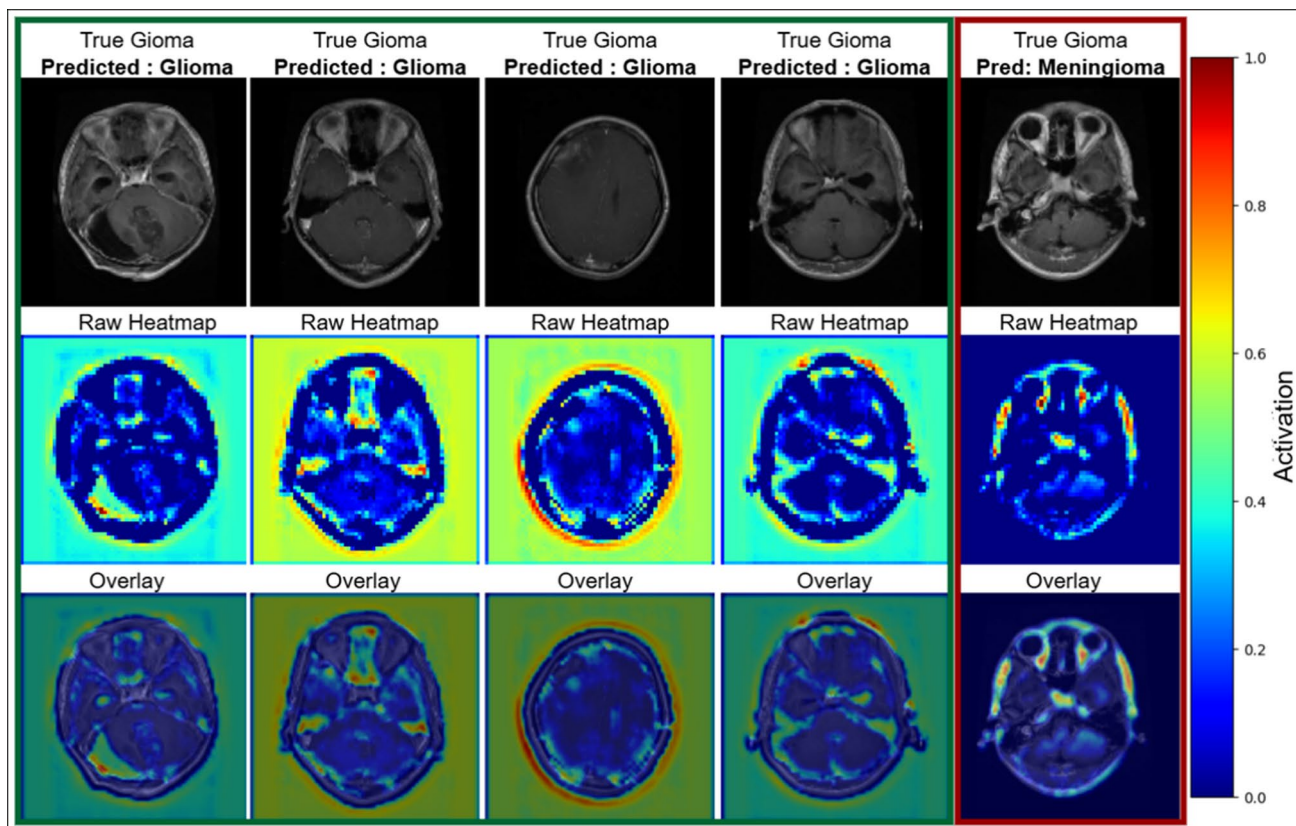 True Gioma
Predicted : Glioma
True Gioma
Predicted : Glioma
True Gioma
Predicted : Glioma
True Gioma
Predicted : Glioma
True Gioma
Pred: Meningioma
Raw Heatmap
Raw Heatmap
Raw Heatmap
Raw Heatmap
Raw Heatmap
Overlay
Overlay
Overlay
Overlay
Overlay
1.0
0.8
0.6
0.4
0.2
0.0
Activation